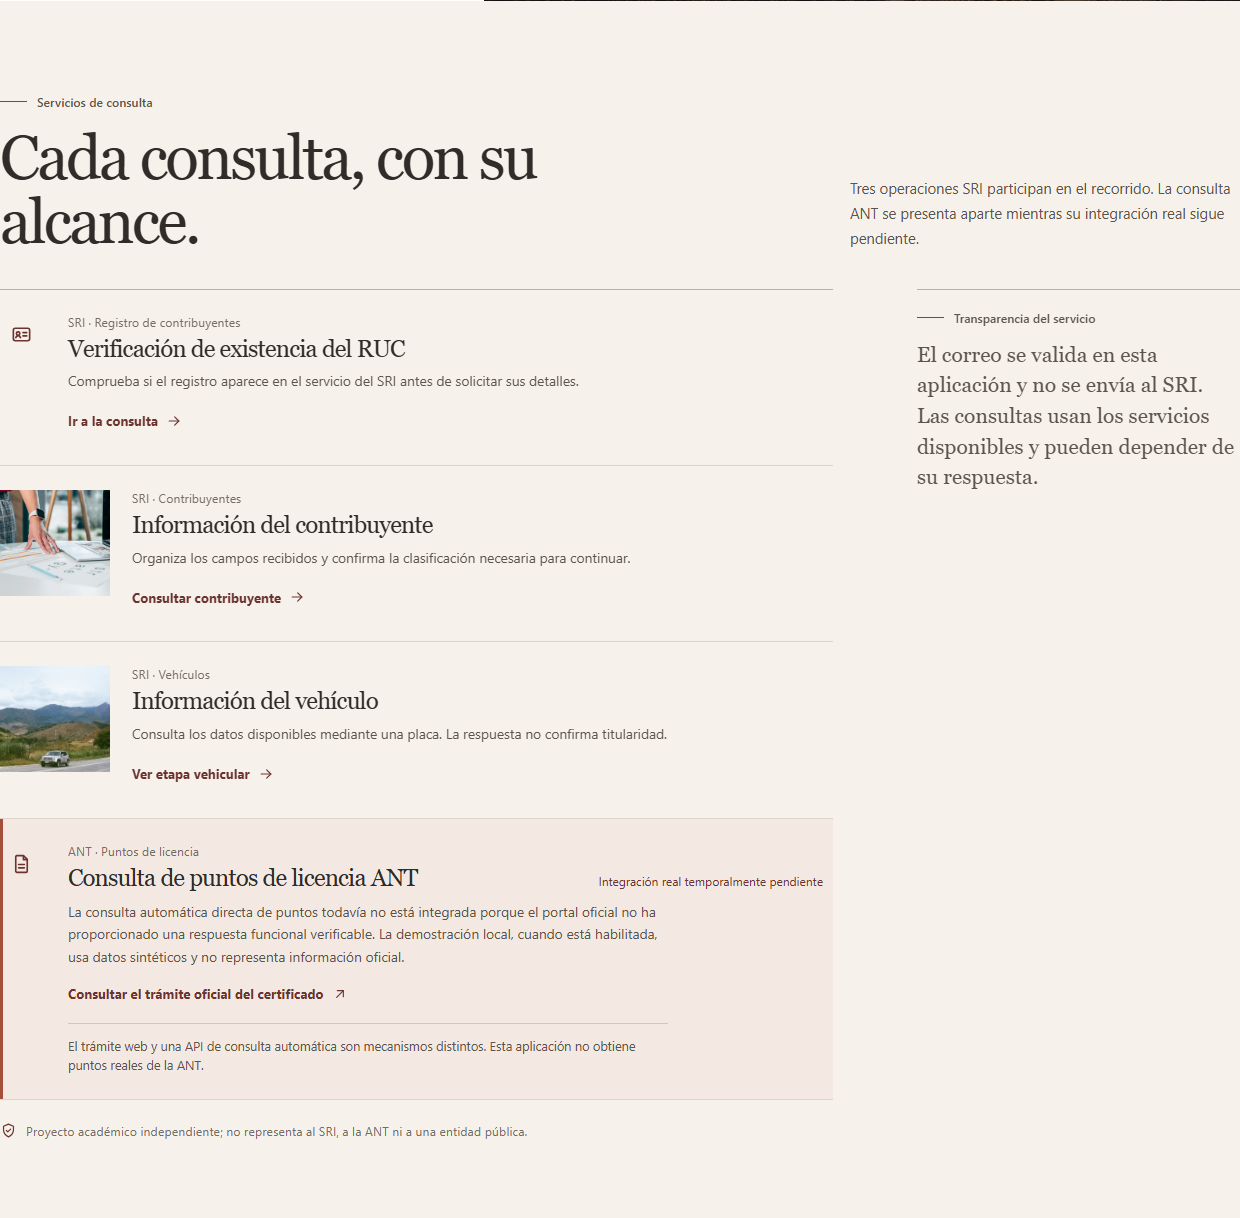 Servicios de consulta
Cada consulta, con su
alcance.
Tres operaciones SRI participan en el recorrido. La consulta
ANT se presenta aparte mientras su integración real sigue
pendiente.
SRI · Registro de contribuyentes
Verificación de existencia del RUC
Comprueba si el registro aparece en el servicio del SRI antes de solicitar sus detalles.
Ir a la consulta
SRI · Contribuyentes
Información del contribuyente
Organiza los campos recibidos y confirma la clasificación necesaria para continuar.
Consultar contribuyente
SRI · Vehículos
Información del vehículo
Consulta los datos disponibles mediante una placa. La respuesta no confirma titularidad.
Ver etapa vehicular
ANT · Puntos de licencia
Consulta de puntos de licencia ANT
Integración real temporalmente pendiente
La consulta automática directa de puntos todavía no está integrada porque el portal oficial no ha
proporcionado una respuesta funcional verificable. La demostración local, cuando está habilitada,
usa datos sintéticos y no representa información oficial.
Consultar el trámite oficial del certificado
El trámite web y una API de consulta automática son mecanismos distintos. Esta aplicación no obtiene
puntos reales de la ANT.
Transparencia del servicio
El correo se valida en esta
aplicación y no se envía al SRI.
Las consultas usan los servicios
disponibles y pueden depender de
su respuesta.
Proyecto académico independiente; no representa al SRI, a la ANT ni a una entidad pública.